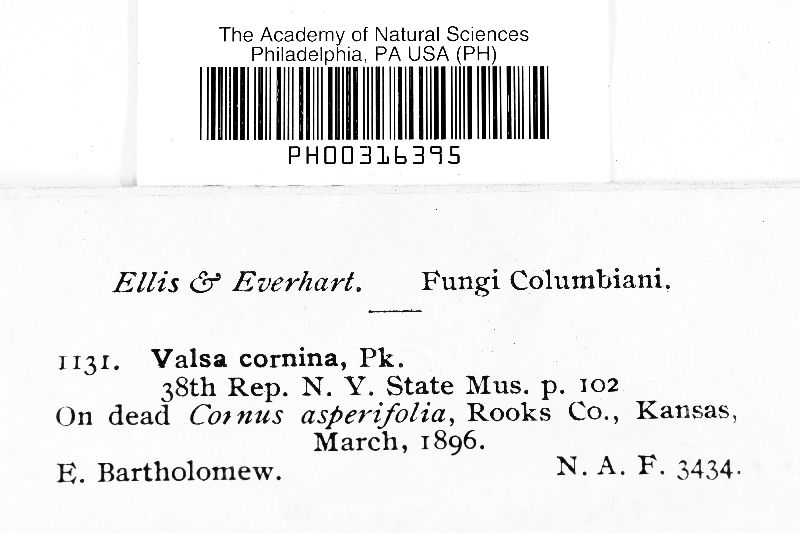 The Academy of Natural Sciences
Philadelphia, PA USA (PH)
PH00316395
Ellis & Everhart. Fungi Columbiani.
1131. Valsa cornina, Pk.
38th Rep. N. Y. State Mus. p. 102
On dead Cornus asperifolia, Rooks Co., Kansas,
March, 1896.
E. Bartholomew. N. A. F. 3434.